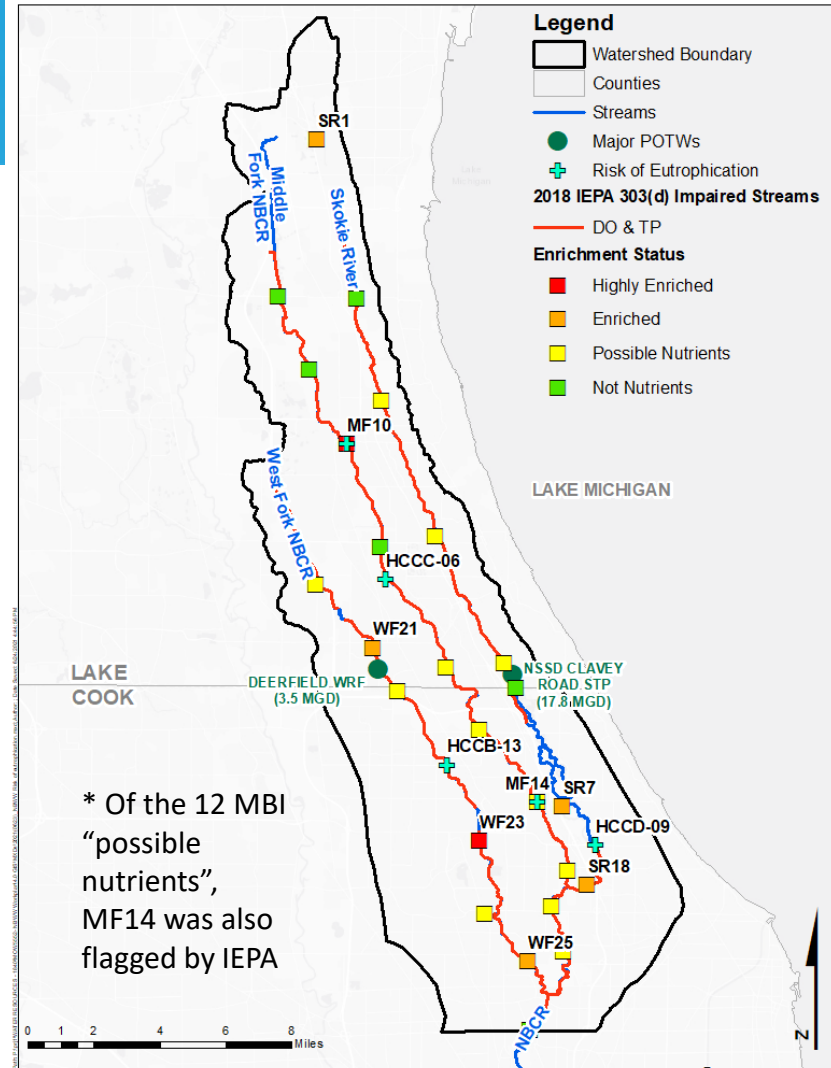 Legend
Watershed Boundary
Counties
Streams
Major POTWs
Risk of Eutrophication
2018 IEPA 303(d) Impaired Streams
DO & TP
Enrichment Status
Highly Enriched
Enriched
Possible Nutrients
Not Nutrients
SR1
Middle
Fork NBCR
Skokie River
Lake
Michigan
MF10
West Fork NBCR
LAKE MICHIGAN
HCCC-06
WF21
LAKE
COOK
DEERFIELD WRF
(3.5 MGD)
NSSD CLAVEY
ROAD STP
(17.8 MGD)
HCCB-13
MF14
SR7
WF23
HCCD-09
SR18
* Of the 12 MBI
"possible
nutrients",
MF14 was also
flagged by IEPA
WF25
NBCR
0 1 2 4 6 8
Miles
N